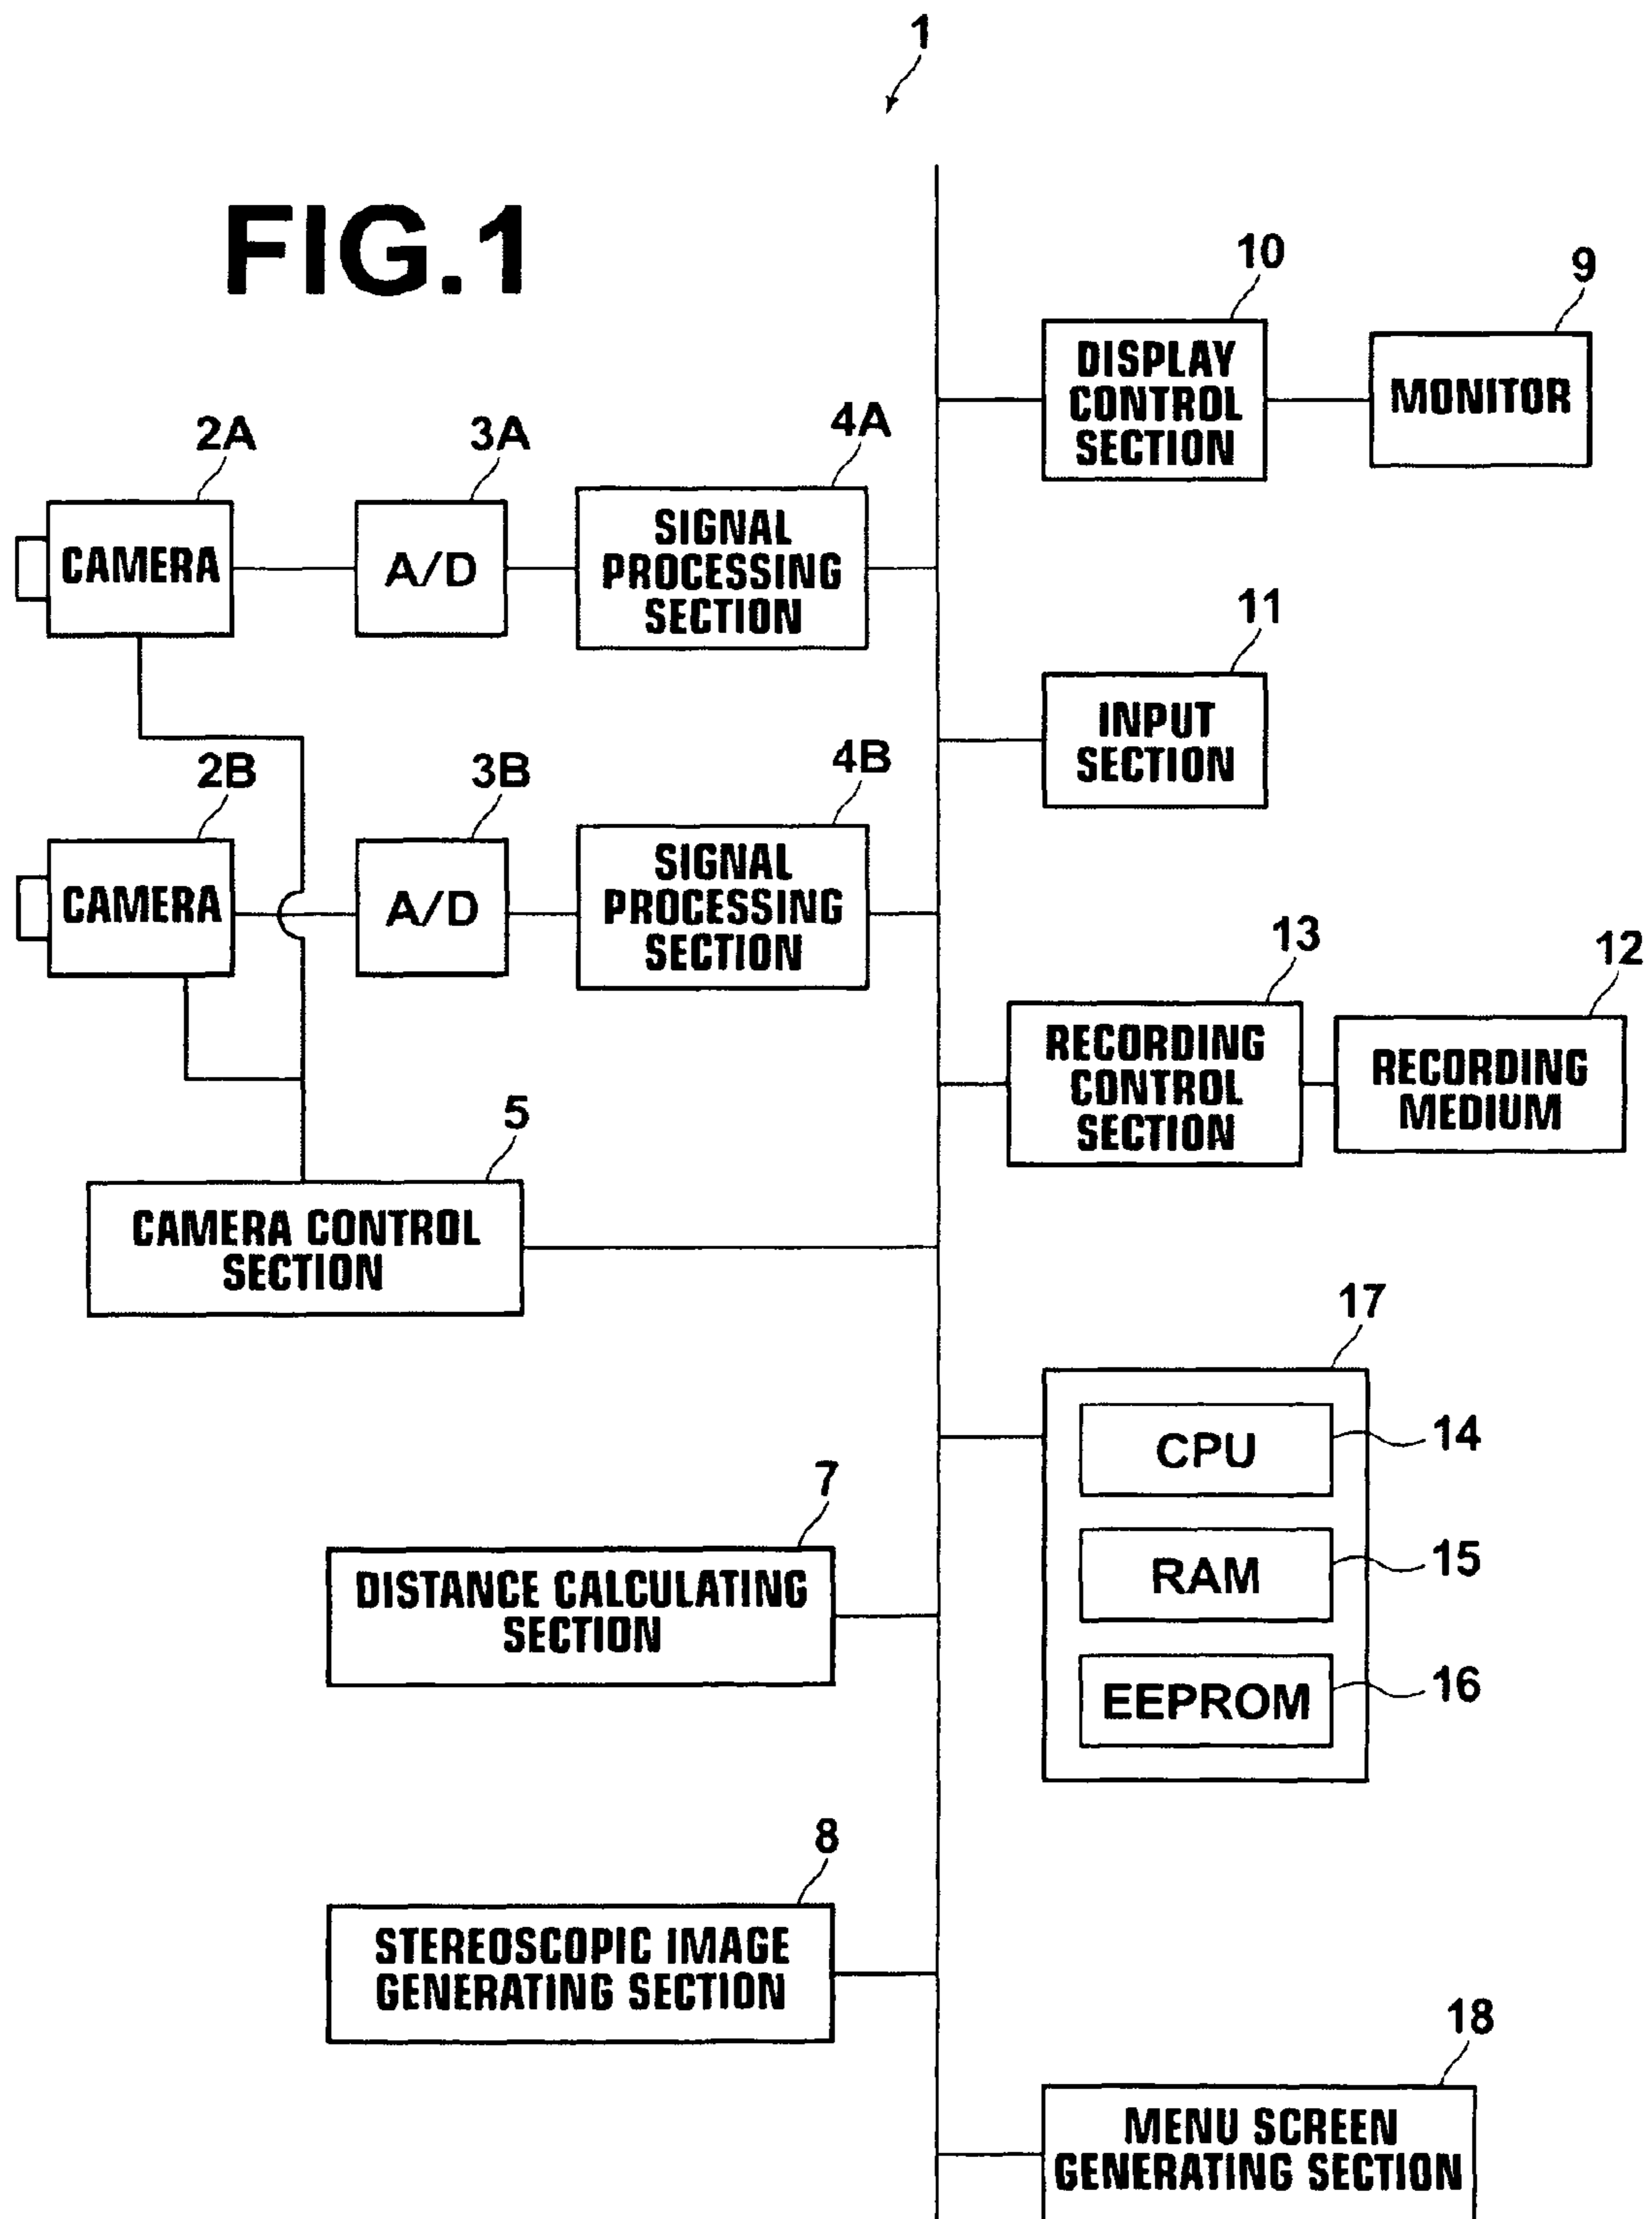 1
FIG.1
10
9
DISPLAY
CONTROL
SECTION
MONITOR
2A
3A
4A
CAMERA
A/D
SIGNAL
PROCESSING
SECTION
11
INPUT
SECTION
2B
3B
4B
CAMERA
A/D
SIGNAL
PROCESSING
SECTION
13
12
RECORDING
CONTROL
SECTION
RECORDING
MEDIUM
5
CAMERA CONTROL
SECTION
17
CPU
14
RAM
15
EEPROM
16
7
DISTANCE CALCULATING
SECTION
8
STEREOSCOPIC IMAGE
GENERATING SECTION
18
MENU SCREEN
GENERATING SECTION